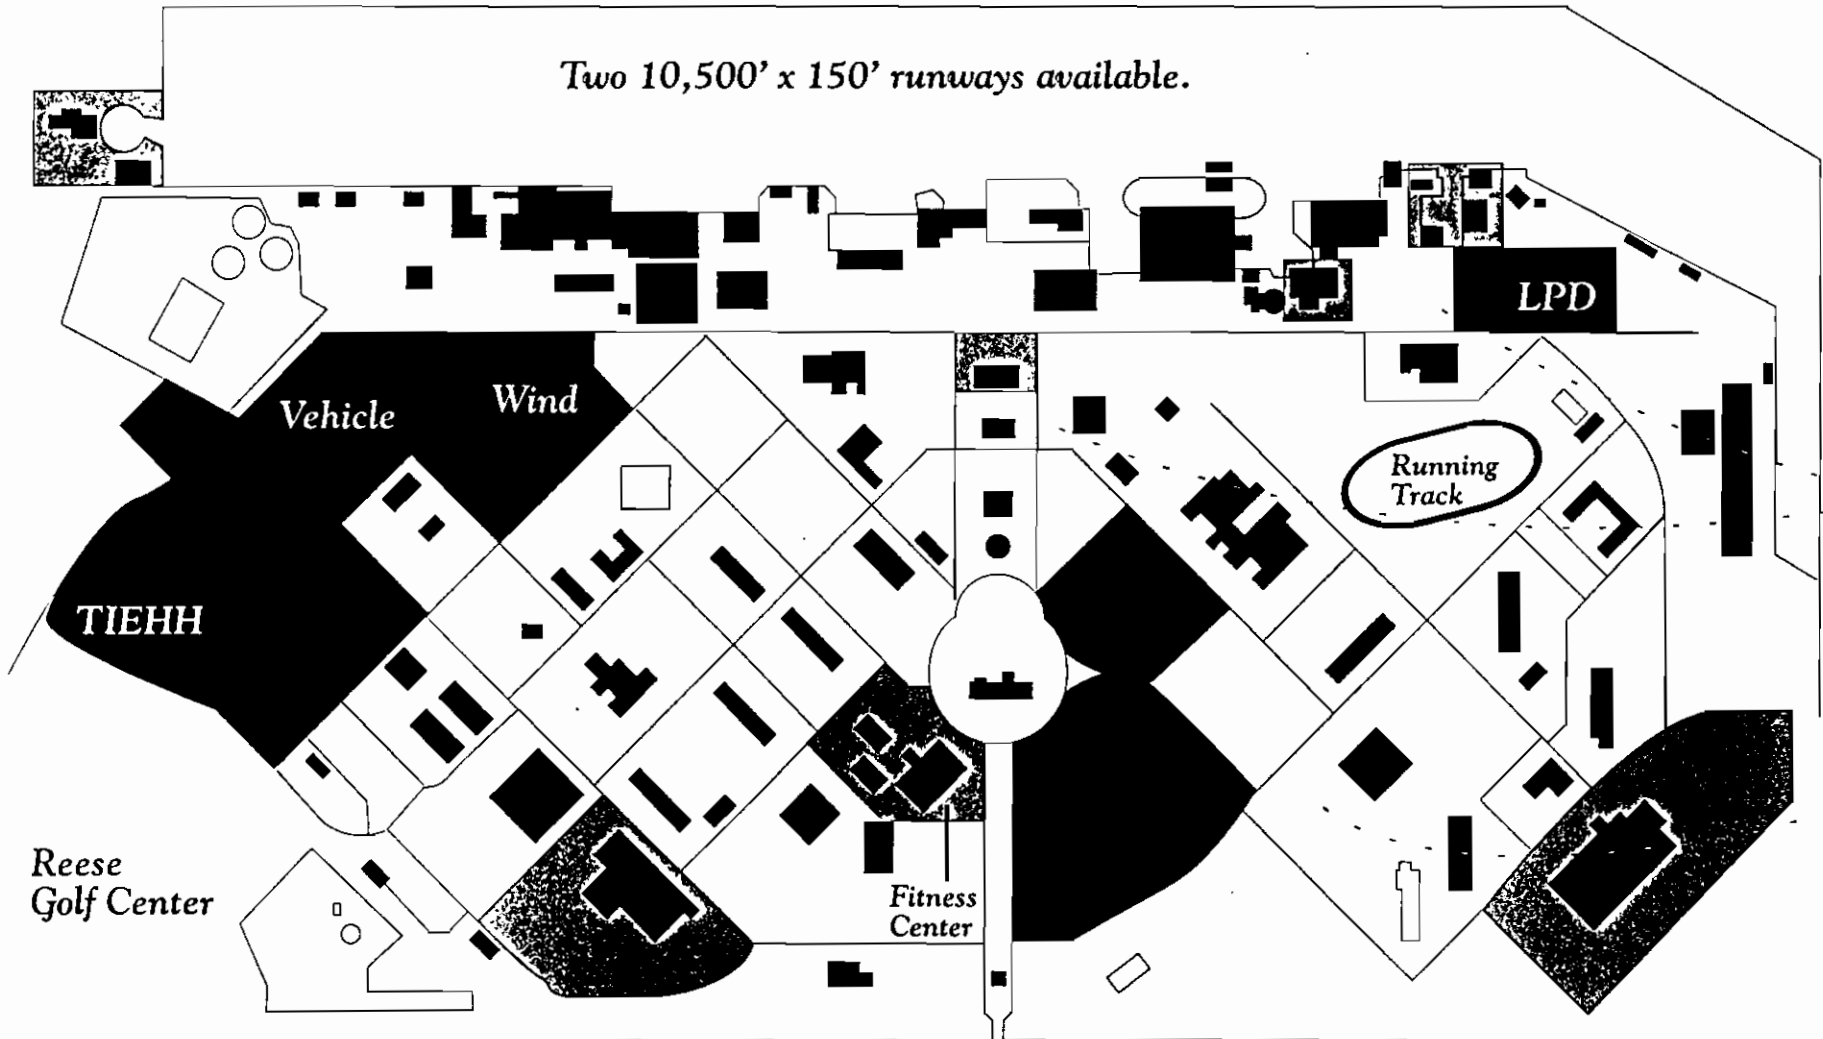 Two 10,500' x 150' runways available.
LPD
Vehicle
Wind
Running
Track
TIEHH
Reese
Golf Center
Fitness
Center